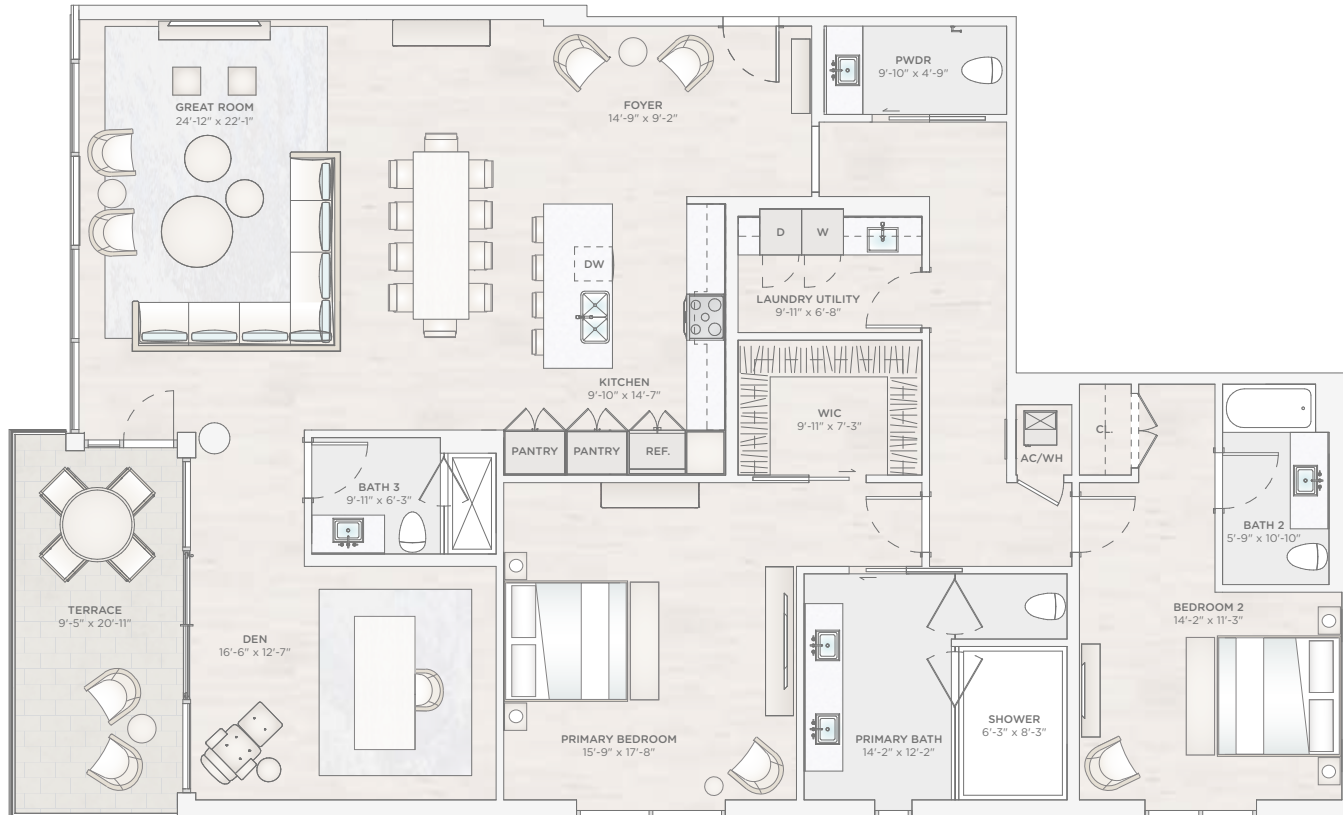 PWDR
9'-10" x 4'-9"
GREAT ROOM
24'-12" x 22'-1"
FOYER
14'-9" x 9'-2"
D
W
DW
LAUNDRY UTILITY
9'-11" x 6'-8"
KITCHEN
9'-10" x 14'-7"
WIC
9'-11" x 7'-3"
CL.
PANTRY
PANTRY
REF.
AC/WH
BATH 3
9'-11" x 6'-3"
BATH 2
5'-9" x 10'-10"
TERRACE
9'-5" x 20'-11"
DEN
16'-6" x 12'-7"
BEDROOM 2
14'-2" x 11'-3"
PRIMARY BEDROOM
15'-9" x 17'-8"
PRIMARY BATH
14'-2" x 12'-2"
SHOWER
6'-3" x 8'-3"